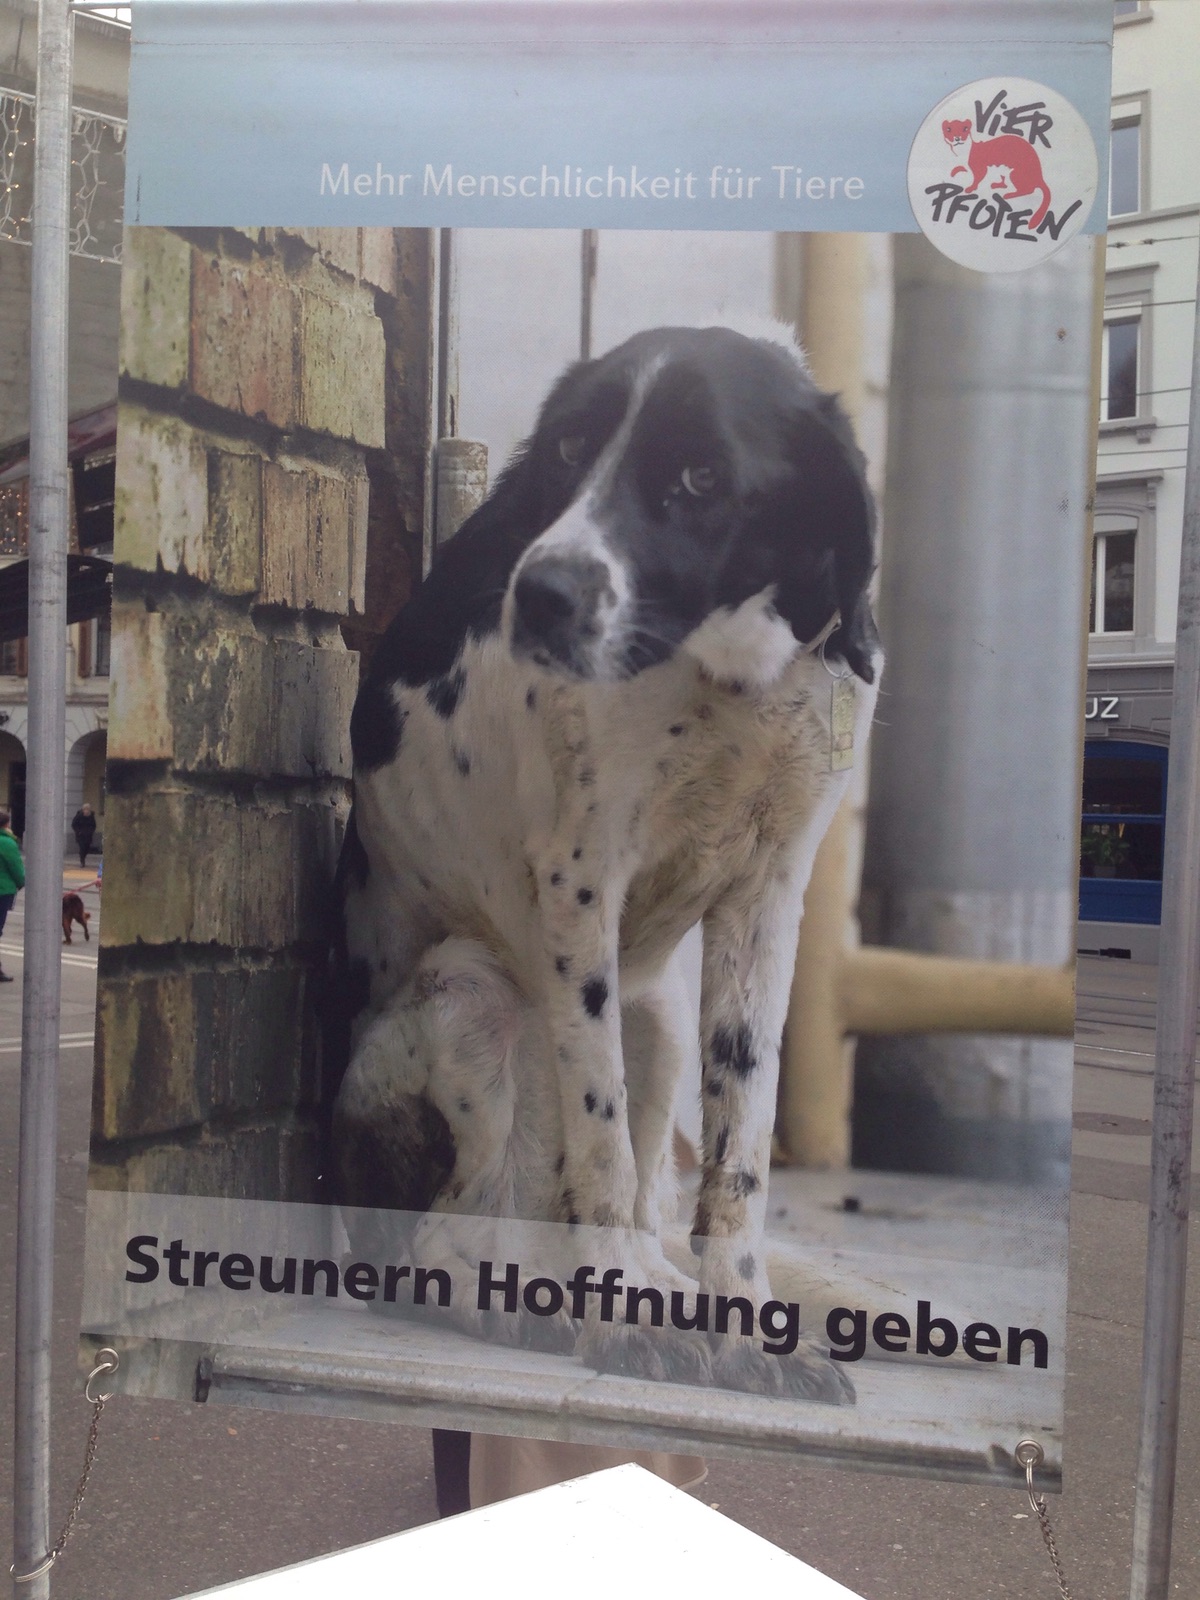 Mehr Menschlichkeit für Tiere
VIER
PFOTEN
UZ
Streunern Hoffnung geben